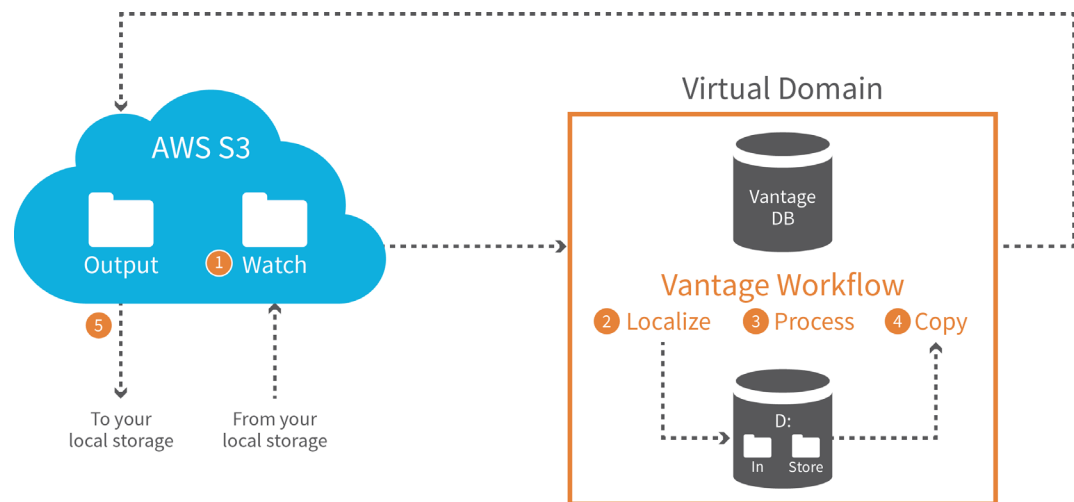 Virtual Domain
AWS S3
Output
1 Watch
Vantage
DB
Vantage Workflow
2 Localize
3 Process
4 Copy
5
To your
local storage
From your
local storage
D:
In
Store